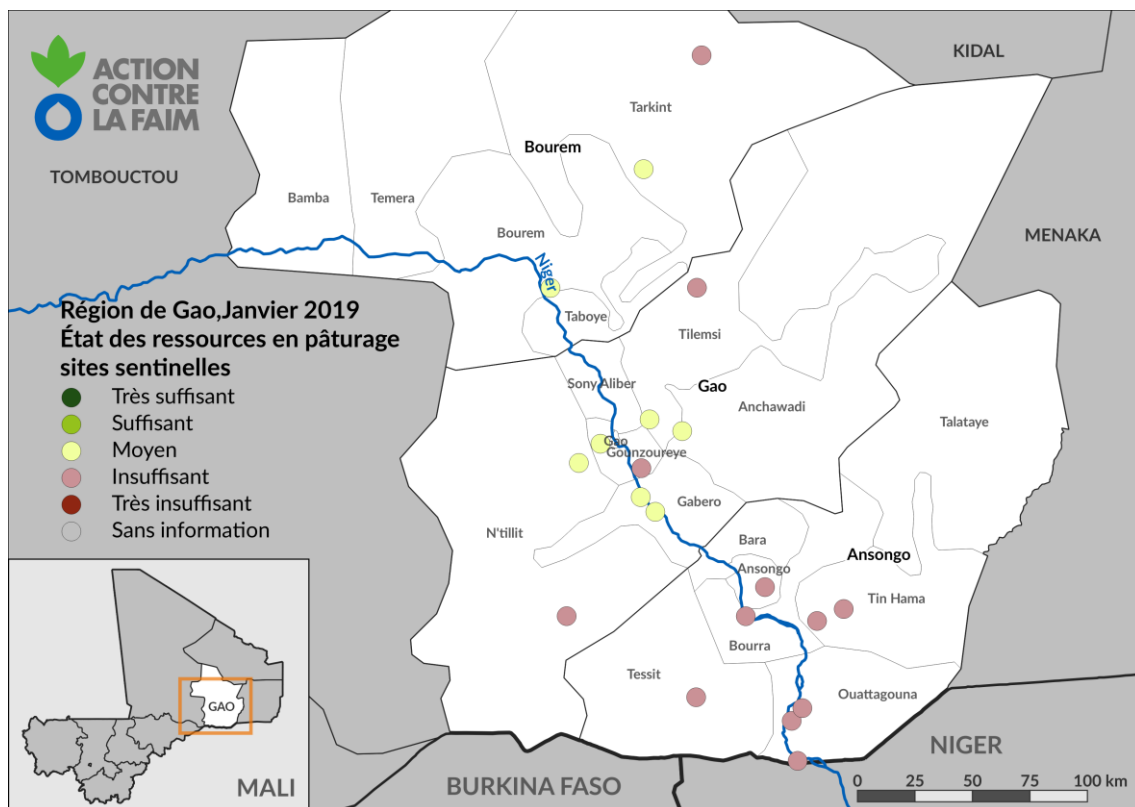 ACTION
CONTRE
LA FAIM
KIDAL
Tarkint
Bourem
TOMBOUCTOU
Bamba
Temera
Bourem
MENAKA
Niger
Région de Gao,Janvier 2019
État des ressources en pâturage
sites sentinelles
Très suffisant
Suffisant
Moyen
Insuffisant
Très insuffisant
Sans information
Taboye
Tilemsi
Sony Aliber
Gao
Anchawadi
Talataye
Gao
Gounzoureye
Gabero
N'tillit
Bara
Ansongo
Ansongo
Tin Hama
Bourra
Tessit
Ouattagouna
GAO
MALI
BURKINA FASO
NIGER
0 25 50 75 100 km